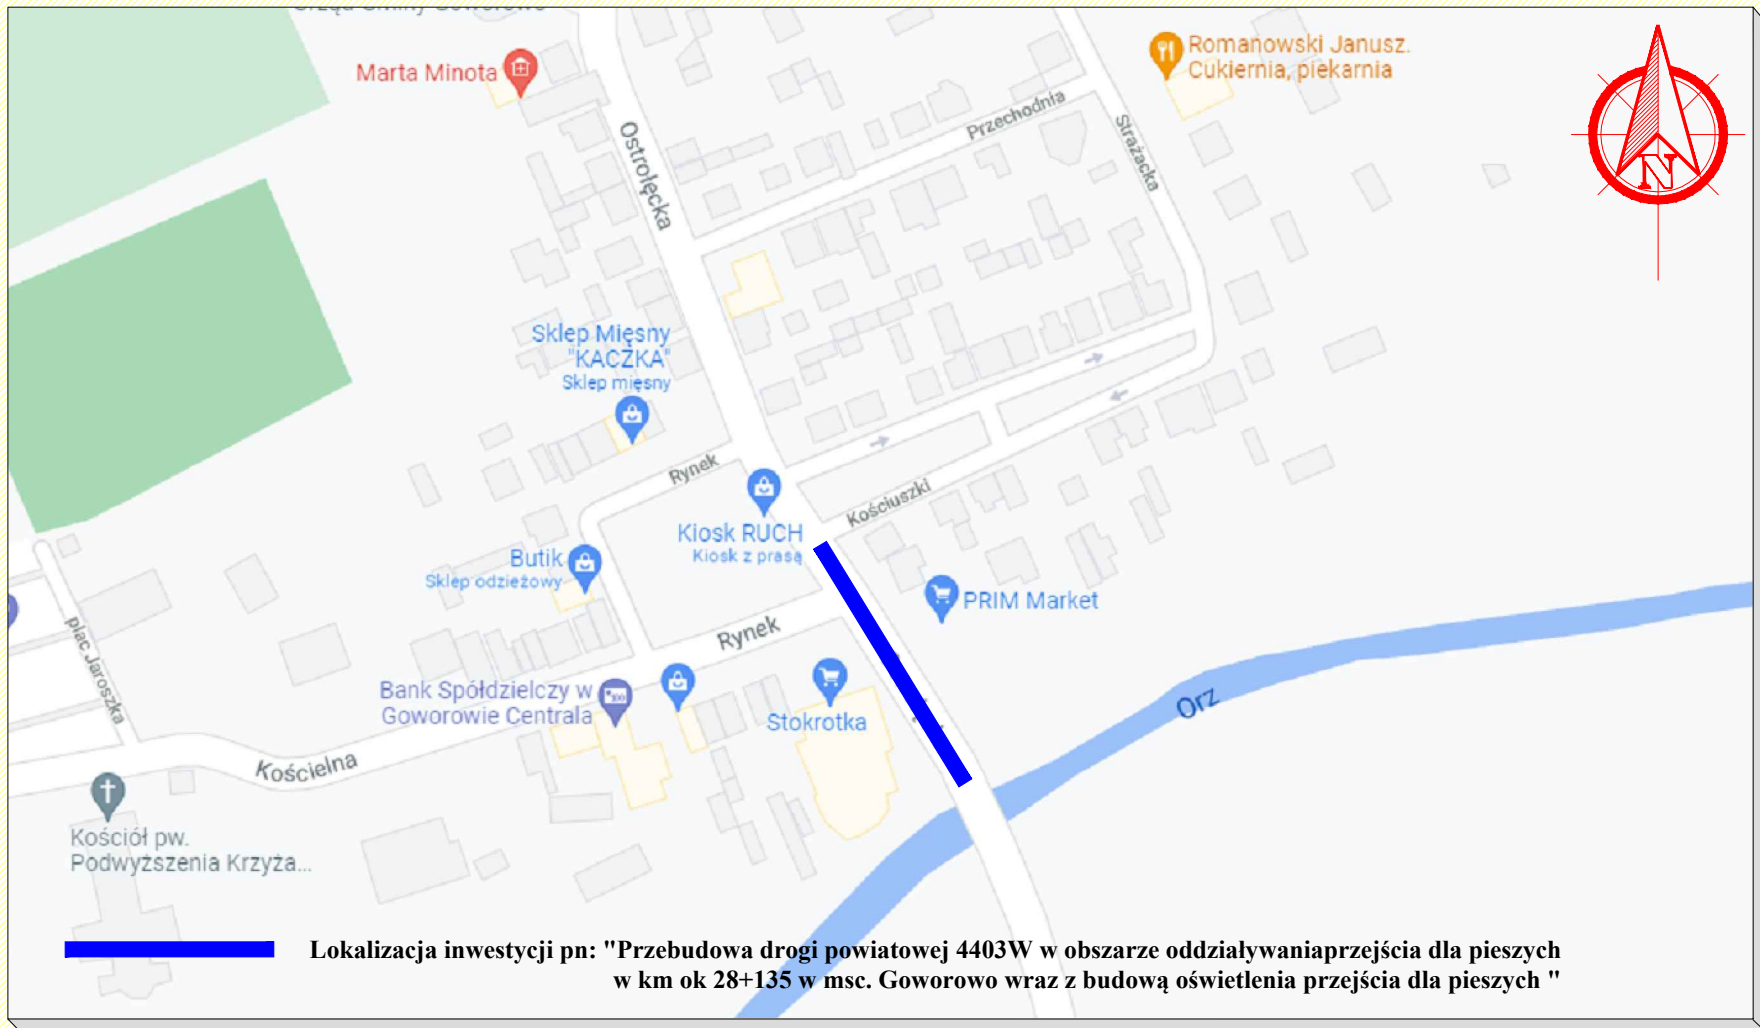 Urząd Gminy Goworowo
Marta Minota
Romanowski Janusz.
Cukiernia, piekarnia
N
Ostrołęcka
Przechodnia
Strażacka
Sklep Mięsny
"KACZKA"
Sklep mięsny
Rynek
Kiosk RUCH
Kiosk z prasą
Kościuszki
Butik
Sklep odzieżowy
PRIM Market
plac Jaroszka
Rynek
Bank Spółdzielczy w
Goworowie Centrala
Stokrotka
Orz
Kościelna
Kościół pw.
Podwyższenia Krzyża...
Lokalizacja inwestycji pn: "Przebudowa drogi powiatowej 4403W w obszarze oddziaływaniaprzejścia dla pieszych
w km ok 28+135 w msc. Goworowo wraz z budową oświetlenia przejścia dla pieszych "